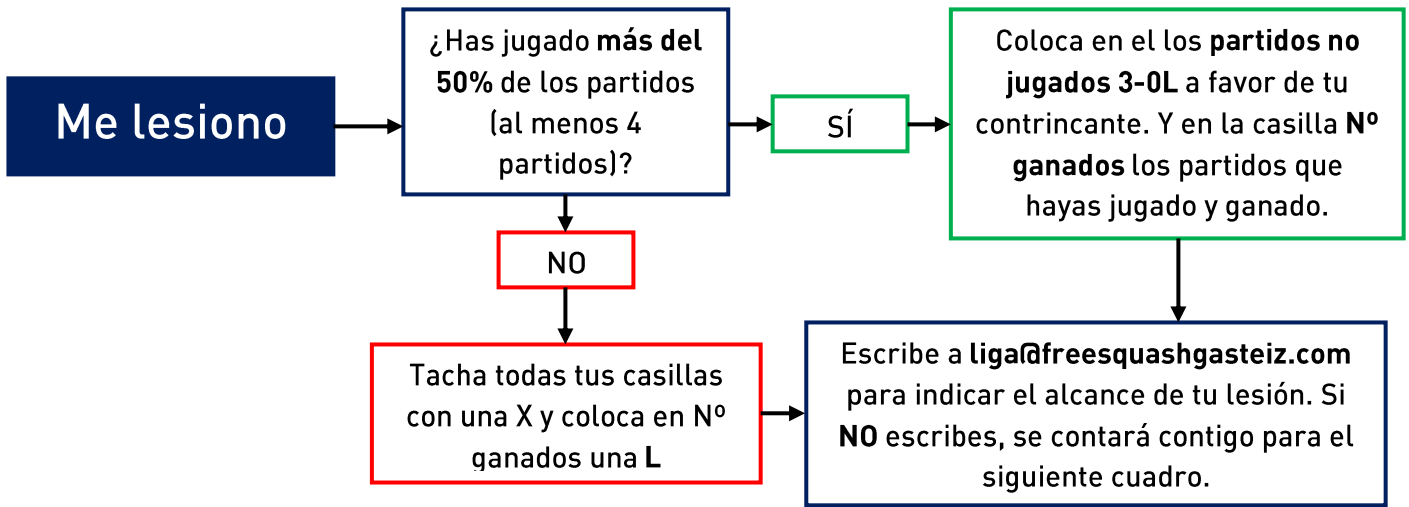 Me lesiono
¿Has jugado más del
50% de los partidos
(al menos 4
partidos)?
SÍ
Coloca en el los partidos no
jugados 3-0L a favor de tu
contrincante. Y en la casilla Nº
ganados los partidos que
hayas jugado y ganado.
NO
Tacha todas tus casillas
con una X y coloca en Nº
ganados una L
Escribe a liga@freesquashgasteiz.com
para indicar el alcance de tu lesión. Si
NO escribes, se contará contigo para el
siguiente cuadro.